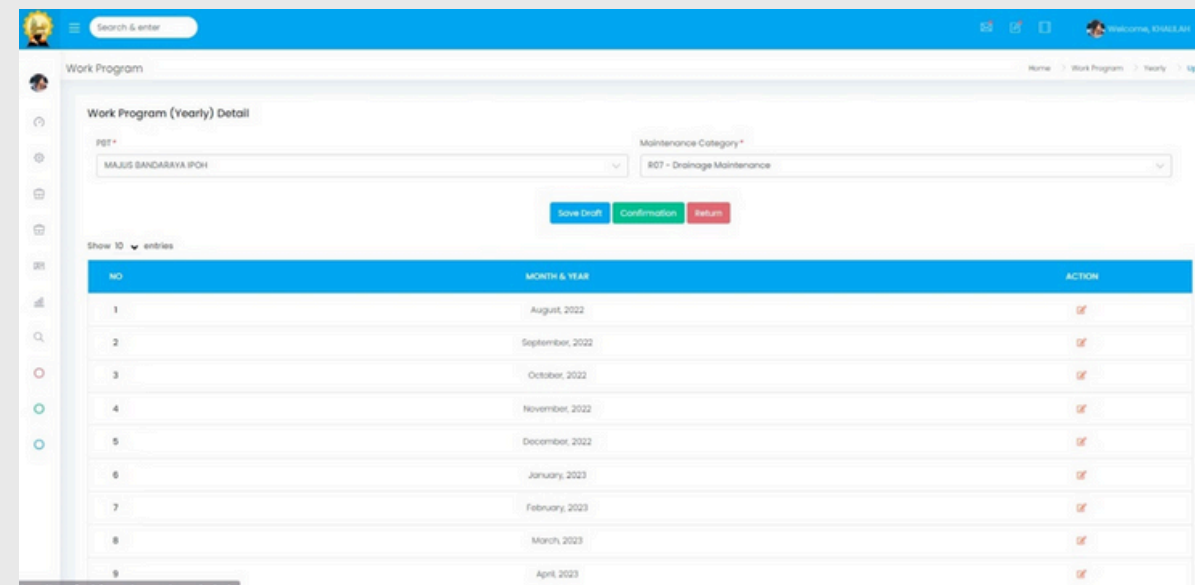 Search & enter
Welcome, KHALILAH
Work Program
Home > Work Program > Yearly >
Work Program (Yearly) Detail
PBT*
Maintenance Category*
MAJLIS BANDARAYA IPOH
R07 - Drainage Maintenance
Save Draft Confirmation Return
Show 10 entries
NO MONTH & YEAR ACTION
1 August, 2022
2 September, 2022
3 October, 2022
4 November, 2022
5 December, 2022
6 January, 2023
7 February, 2023
8 March, 2023
9 April, 2023